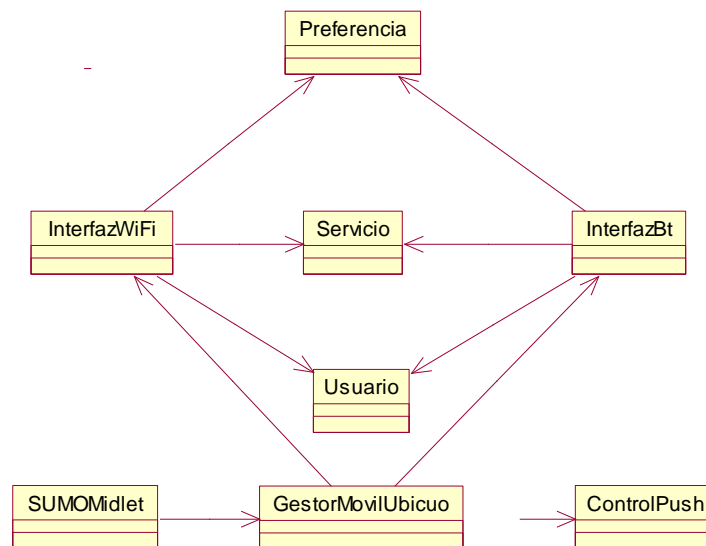 Preferencia
InterfazWiFi
Servicio
InterfazBt
Usuario
SUMOMidlet
GestorMovilUbicuo
ControlPush